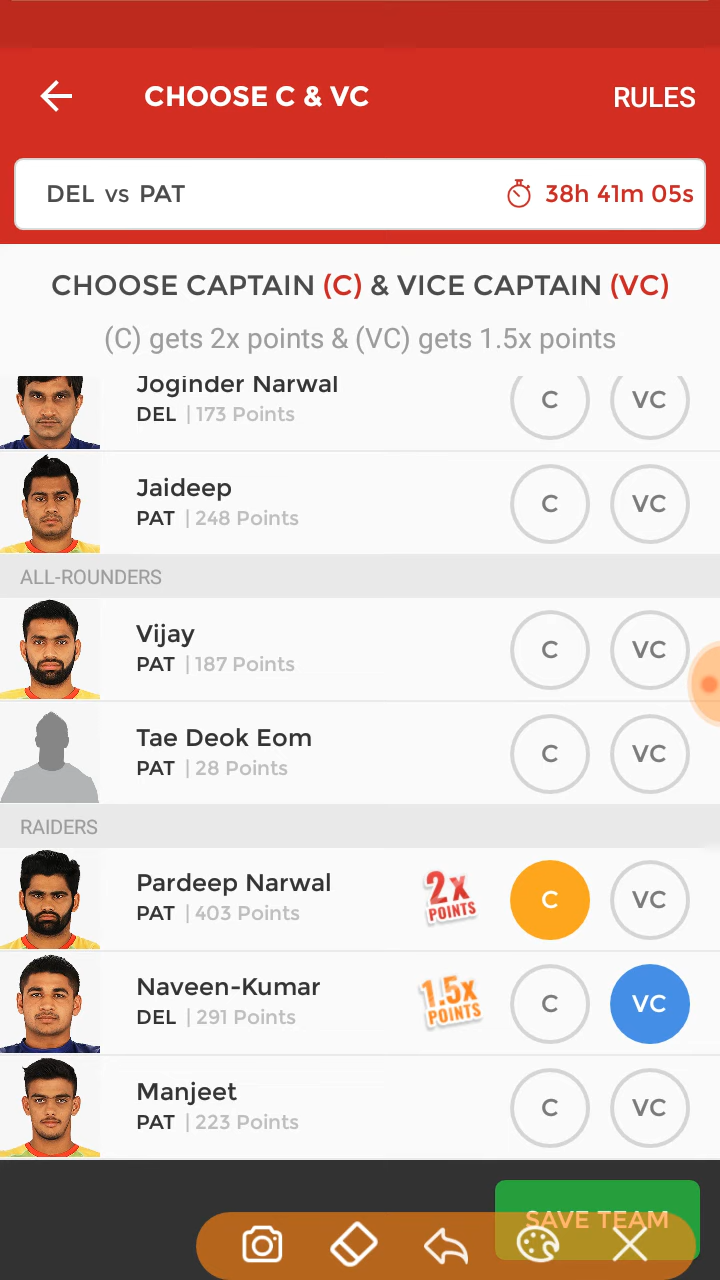 CHOOSE C & VC
RULES
DEL vs PAT
38h 41m 05s
CHOOSE CAPTAIN (C) & VICE CAPTAIN (VC)
(C) gets 2x points & (VC) gets 1.5x points
Joginder Narwal
DEL | 173 Points
C
VC
Jaideep
PAT | 248 Points
C
VC
ALL-ROUNDERS
Vijay
PAT | 187 Points
C
VC
Tae Deok Eom
PAT | 28 Points
C
VC
RAIDERS
Pardeep Narwal
PAT | 403 Points
2x
POINTS
C
VC
Naveen-Kumar
DEL | 291 Points
1.5x
POINTS
C
VC
Manjeet
PAT | 223 Points
C
VC
SAVE TEAM